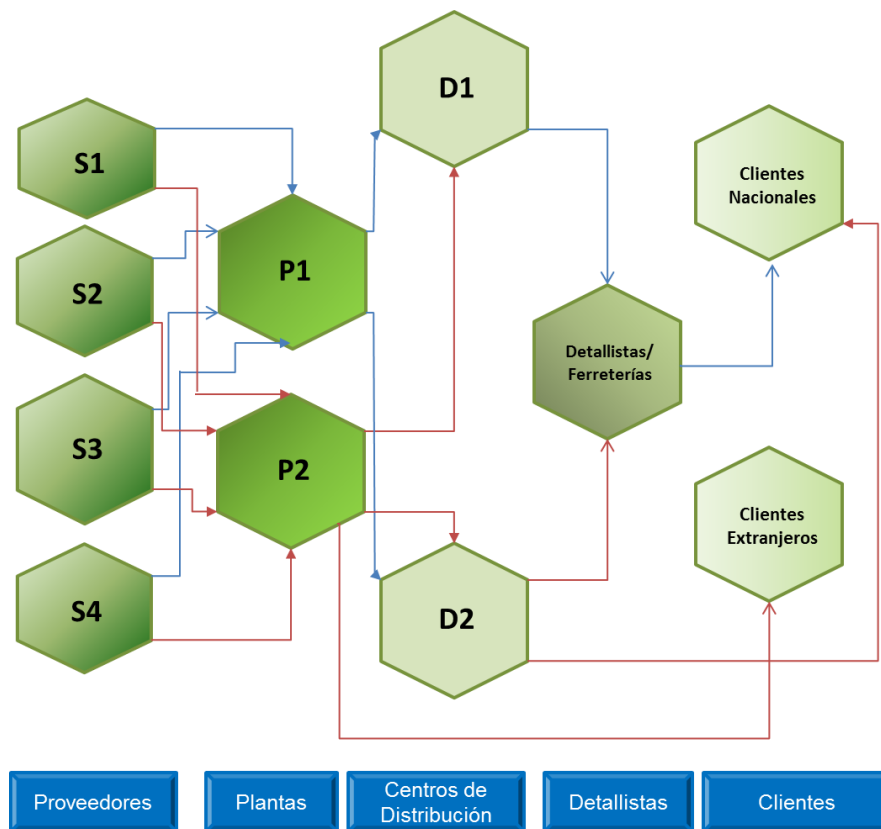 D1
S1
Clientes
Nacionales
S2
P1
Detallistas/
Ferreterías
S3
P2
Clientes
Extranjeros
S4
D2
Proveedores
Plantas
Centros de
Distribución
Detallistas
Clientes